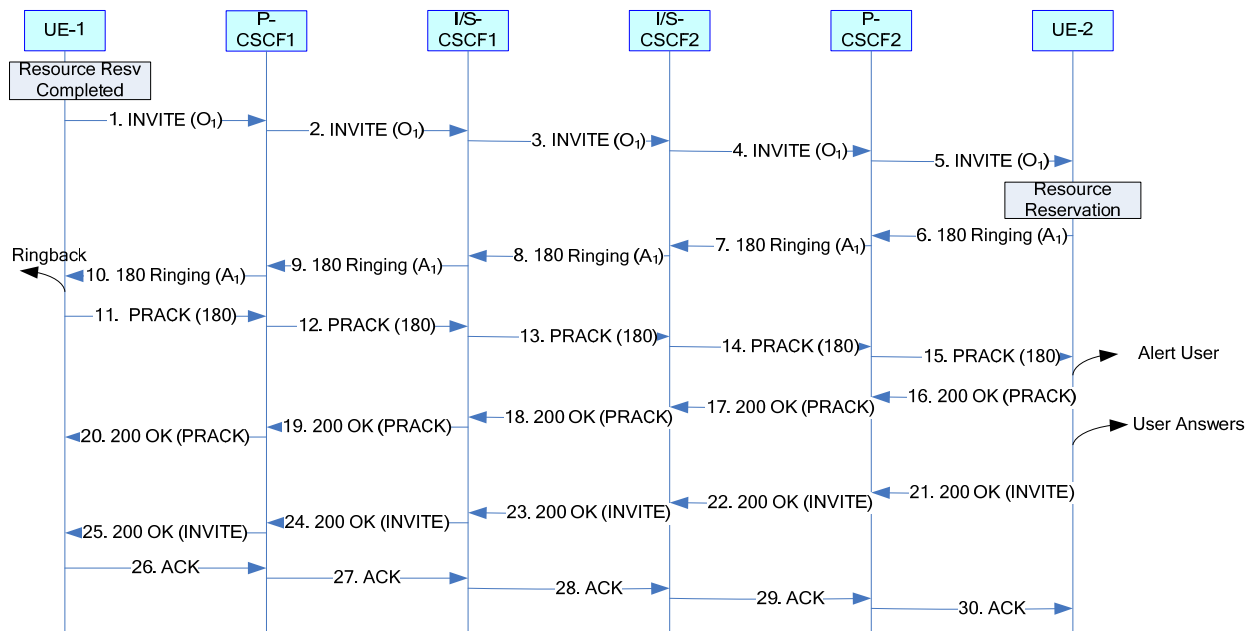 UE-1
P-
CSCF1
I/S-
CSCF1
I/S-
CSCF2
P-
CSCF2
UE-2
Resource Resv
Completed
1. INVITE (O₁)
2. INVITE (O₁)
3. INVITE (O₁)
4. INVITE (O₁)
5. INVITE (O₁)
Resource
Reservation
6. 180 Ringing (A₁)
7. 180 Ringing (A₁)
8. 180 Ringing (A₁)
9. 180 Ringing (A₁)
10. 180 Ringing (A₁)
Ringback
11. PRACK (180)
12. PRACK (180)
13. PRACK (180)
14. PRACK (180)
15. PRACK (180)
Alert User
16. 200 OK (PRACK)
17. 200 OK (PRACK)
18. 200 OK (PRACK)
19. 200 OK (PRACK)
20. 200 OK (PRACK)
User Answers
21. 200 OK (INVITE)
22. 200 OK (INVITE)
23. 200 OK (INVITE)
24. 200 OK (INVITE)
25. 200 OK (INVITE)
26. ACK
27. ACK
28. ACK
29. ACK
30. ACK